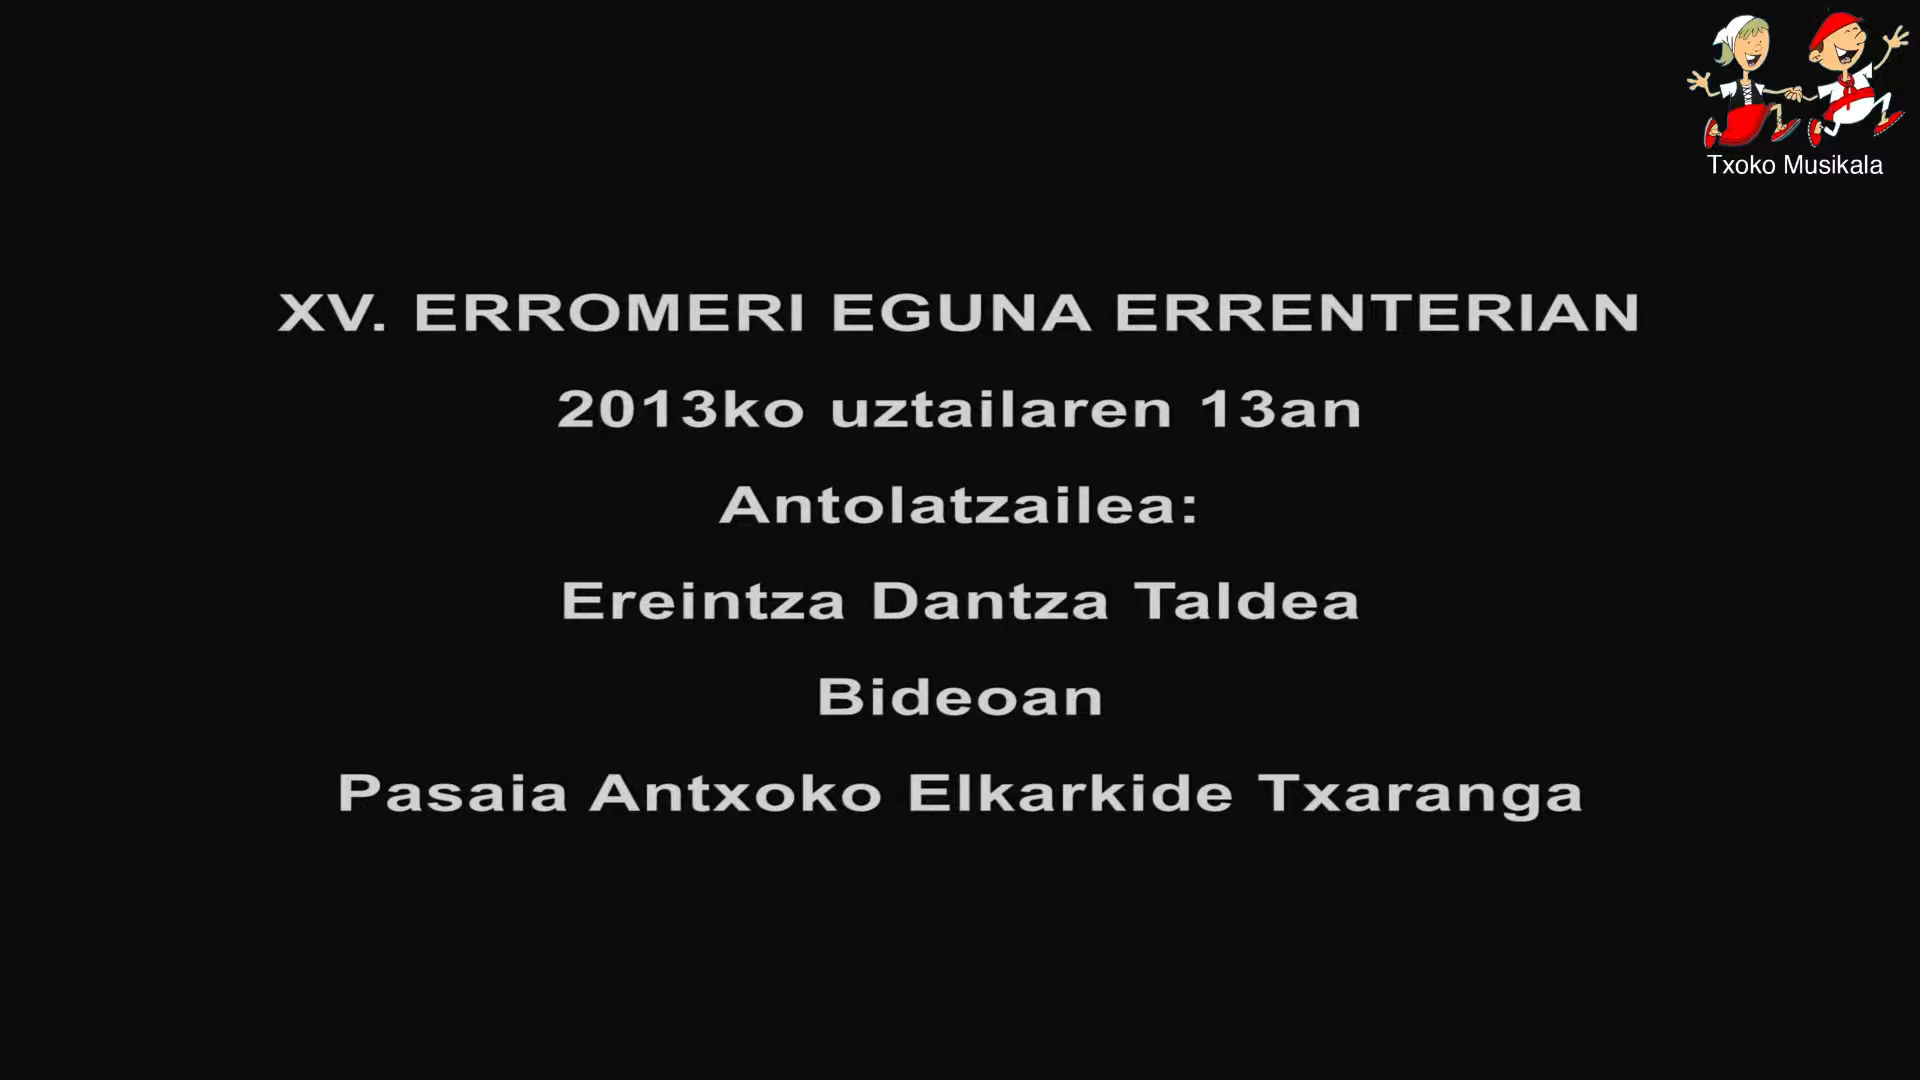 Txoko Musikala
XV. ERROMERI EGUNA ERRENTERIAN
2013ko uztailaren 13an
Antolatzailea:
Ereintza Dantza Taldea
Bideoan
Pasaia Antxoko Elkarkide Txaranga